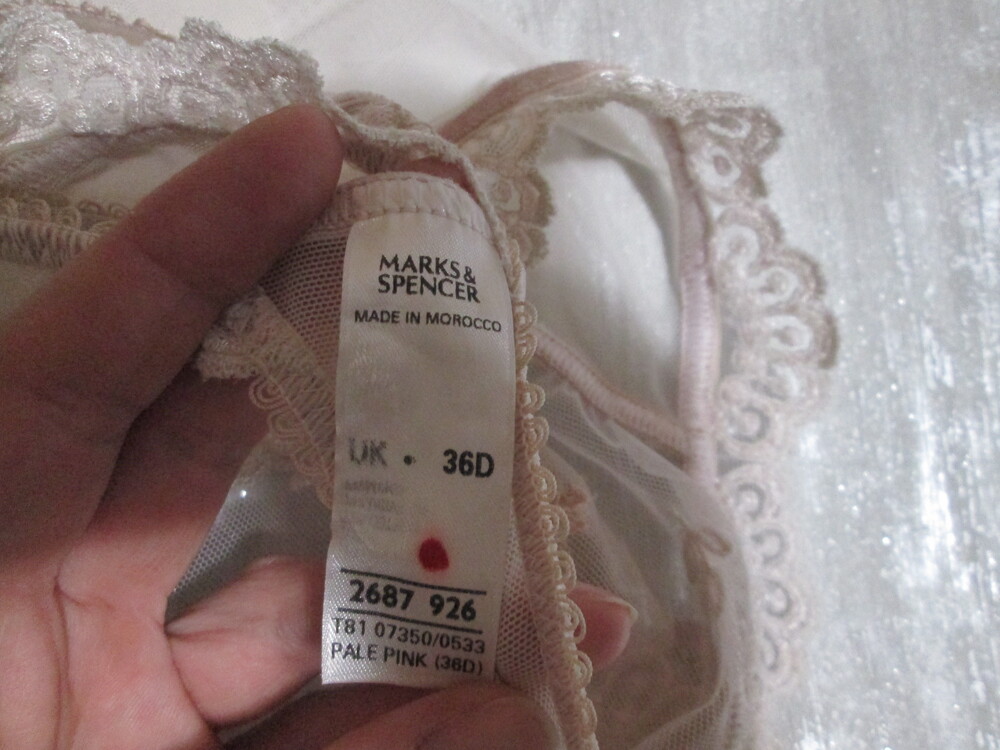 MARKS &
SPENCER
MADE IN MOROCCO
UK • 36D
2687 926
T81 07350/0533
PALE PINK (36D)